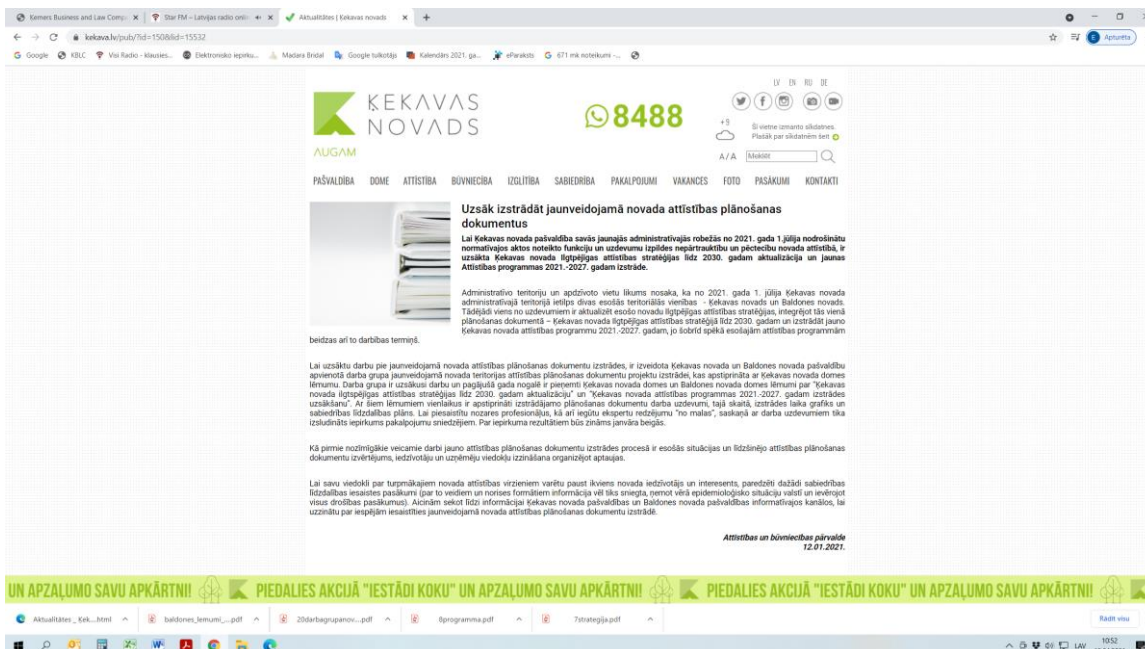 Ķemers Business and Law Comp
Star FM – Latvijas radio onli
Aktualitātes | Ķekavas novads
kekava.lv/pub/?id=150&lid=15532
Apturēta
Google
KBLC
Visi Radio - klausies...
Elektronisko iepirku...
Madara Bridal
Google tulkotājs
Kalendārs 2021. ga...
eParaksts
671 mk noteikumi -...
LV EN RU DE
ĶEKAVAS
NOVADS
AUGAM
8488
+9
Šī vietne izmanto sīkdatnes.
Plašāk par sīkdatnēm šeit
A/A
Meklēt
PAŠVALDĪBA DOME ATTĪSTĪBA BŪVNIECĪBA IZGLĪTĪBA SABIEDRĪBA PAKALPOJUMI VAKANCES FOTO PASĀKUMI KONTAKTI
Uzsāk izstrādāt jaunveidojamā novada attīstības plānošanas
dokumentus
Lai Ķekavas novada pašvaldība savās jaunajās administratīvajās robežās no 2021. gada 1.jūlija nodrošinātu
normatīvajos aktos noteikto funkciju un uzdevumu izpildes nepārtrauktību un pēctecību novada attīstībā, ir
uzsākta Ķekavas novada Ilgtpējīgas attīstības stratēģijas līdz 2030. gadam aktualizācija un jaunas
Attīstības programmas 2021.-2027. gadam izstrāde.
Administratīvo teritoriju un apdzīvoto vietu likums nosaka, ka no 2021. gada 1. jūlija Ķekavas novada
administratīvajā teritorijā ietilps divas esošās teritoriālās vienības - Ķekavas novads un Baldones novads.
Tādējādi viens no uzdevumiem ir aktualizēt esošo novadu Ilgtpējīgas attīstības stratēģijas, integrējot tās vienā
plānošanas dokumentā – Ķekavas novada Ilgtpējīgas attīstības stratēģijā līdz 2030. gadam un izstrādāt jauno
Ķekavas novada attīstības programmu 2021.-2027. gadam, jo šobrīd spēkā esošajām attīstības programmām
beidzas arī to darbības termiņš.
Lai uzsāktu darbu pie jaunveidojamā novada attīstības plānošanas dokumentu izstrādes, ir izveidota Ķekavas novada un Baldones novada pašvaldību
apvienotā darba grupa jaunveidojamā novada teritorijas attīstības plānošanas dokumentu projektu izstrādei, kas apstiprināta ar Ķekavas novada domes
lēmumu. Darba grupa ir uzsākusi darbu un pagājušā gada nogalē ir pieņemti Ķekavas novada domes un Baldones novada domes lēmumi par "Ķekavas
novada ilgtspējīgas attīstības stratēģijas līdz 2030. gadam aktualizāciju" un "Ķekavas novada attīstības programmas 2021.-2027. gadam izstrādes
uzsākšanu". Ar šiem lēmumiem vienlaikus ir apstiprināti izstrādājamo plānošanas dokumentu darba uzdevumi, tajā skaitā, izstrādes laika grafiks un
sabiedrības līdzdalības plāns. Lai piesaistītu nozares profesionāļus, kā arī iegūtu ekspertu redzējumu "no malas", saskaņā ar darba uzdevumiem tika
izsludināts iepirkums pakalpojumu sniedzējiem. Par iepirkuma rezultātiem būs zināms janvāra beigās.
Kā pirmie nozīmīgākie veicamie darbi jauno attīstības plānošanas dokumentu izstrādes procesā ir esošās situācijas un līdzšinējo attīstības plānošanas
dokumentu izvērtējums, iedzīvotāju un uzņēmēju viedokļu izzināšana organizējot aptaujas.
Lai savu viedokli par turpmākajiem novada attīstības virzieniem varētu paust ikviens novada iedzīvotājs un interesents, paredzēti dažādi sabiedrības
līdzdalības iesaistes pasākumi (par to veidiem un norises formātiem informācija vēl tiks sniegta, ņemot vērā epidemioloģisko situāciju valstī un ievērojot
visus drošības pasākumus). Aicinām sekot līdzi informācijai Ķekavas novada pašvaldības un Baldones novada pašvaldības informatīvajos kanālos, lai
uzzinātu par iespējām iesaistīties jaunveidojamā novada attīstības plānošanas dokumentu izstrādē.
Attīstības un būvniecības pārvalde
12.01.2021.
UN APZAĻUMO SAVU APKĀRTNI! PIEDALIES AKCIJĀ "IESTĀDI KOKU" UN APZAĻUMO SAVU APKĀRTNI! PIEDALIES AKCIJĀ "IESTĀDI KOKU" UN APZAĻUMO SAVU APKĀRTNI!
Aktualitātes _ Ķek....html
baldones_lemumi_....pdf
20darbagrupanov....pdf
8programma.pdf
7strategija.pdf
Rādīt visu
LAV
10:52